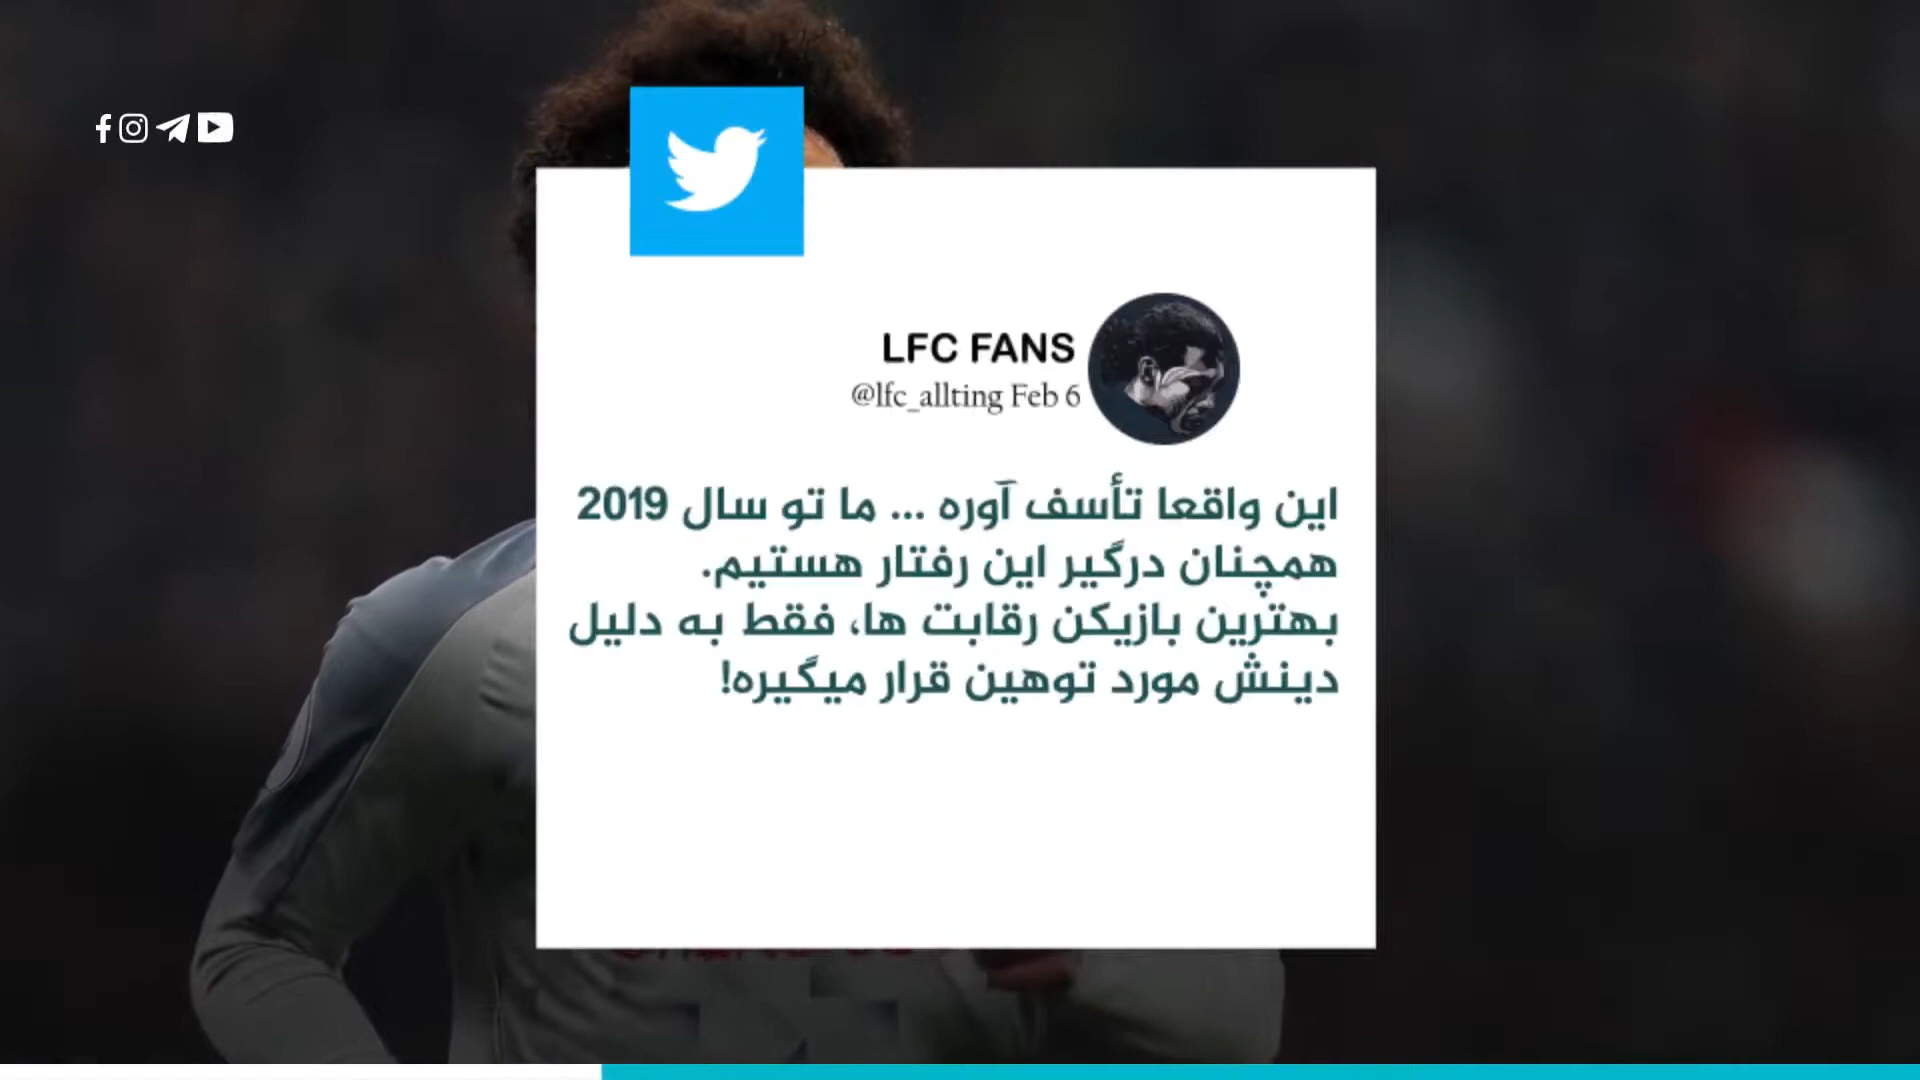 LFC FANS
@lfc_allting Feb 6
این واقعا تأسف آوره ... ما تو سال 2019
همچنان درگیر این رفتار هستیم.
بهترین بازیکن رقابت ها، فقط به دلیل
دینش مورد توهین قرار میگیره!